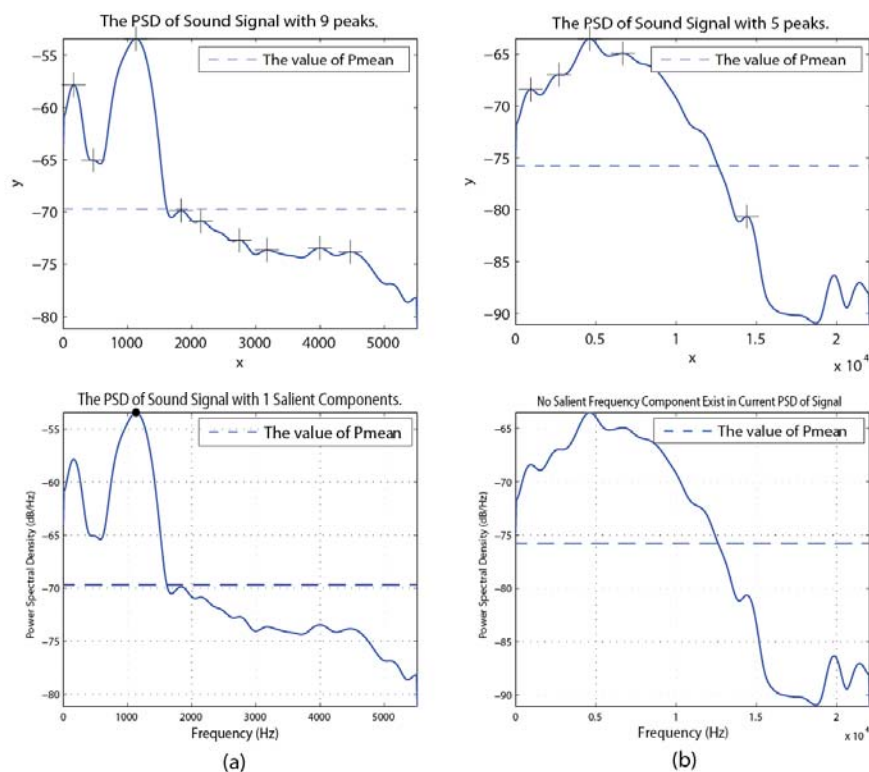 The PSD of Sound Signal with 9 peaks.
The value of Pmean
y
-55
-60
-65
-70
-75
-80
0
1000
2000
3000
4000
5000
x
The PSD of Sound Signal with 5 peaks.
The value of Pmean
y
-65
-70
-75
-80
-85
-90
0
0.5
1
1.5
2
x
× 10⁴
The PSD of Sound Signal with 1 Salient Components.
The value of Pmean
Power Spectral Density (dB/Hz)
-55
-60
-65
-70
-75
-80
0
1000
2000
3000
4000
5000
Frequency (Hz)
(a)
No Salient Frequency Component Exist in Current PSD of Signal
The value of Pmean
Power Spectral Density (dB/Hz)
-65
-70
-75
-80
-85
-90
0
0.5
1
1.5
2
Frequency (Hz)
× 10⁴
(b)